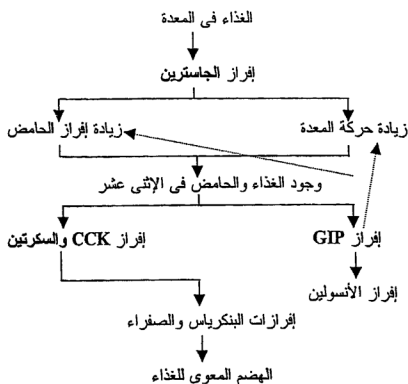 الغذاء فى المعدة
إفراز الجاسترين
زيادة حركة المعدة
زيادة إفراز الحامض
وجود الغذاء والحامض فى الإثنى عشر
إفراز GIP
إفراز CCK والسكرتين
إفراز الأنسولين
إفرازات البنكرياس والصفراء
الهضم المعوي للغذاء